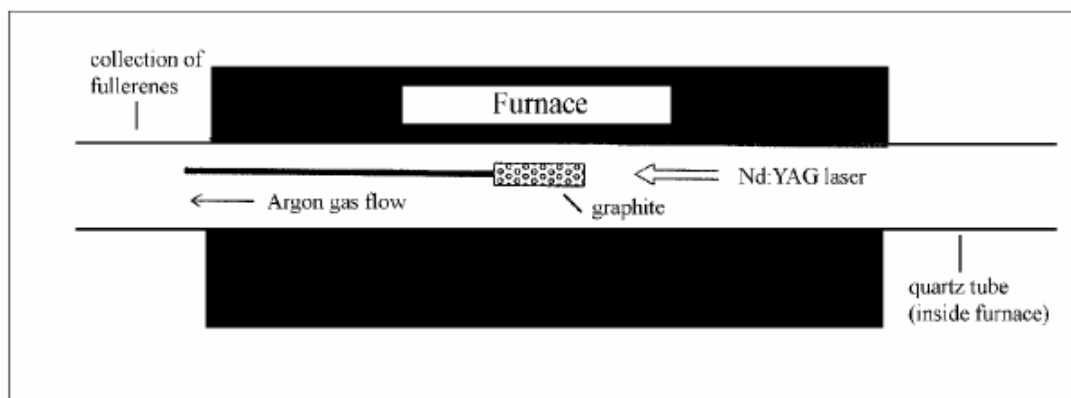 collection of
fullerenes
Furnace
Nd:YAG laser
Argon gas flow
graphite
quartz tube
(inside furnace)